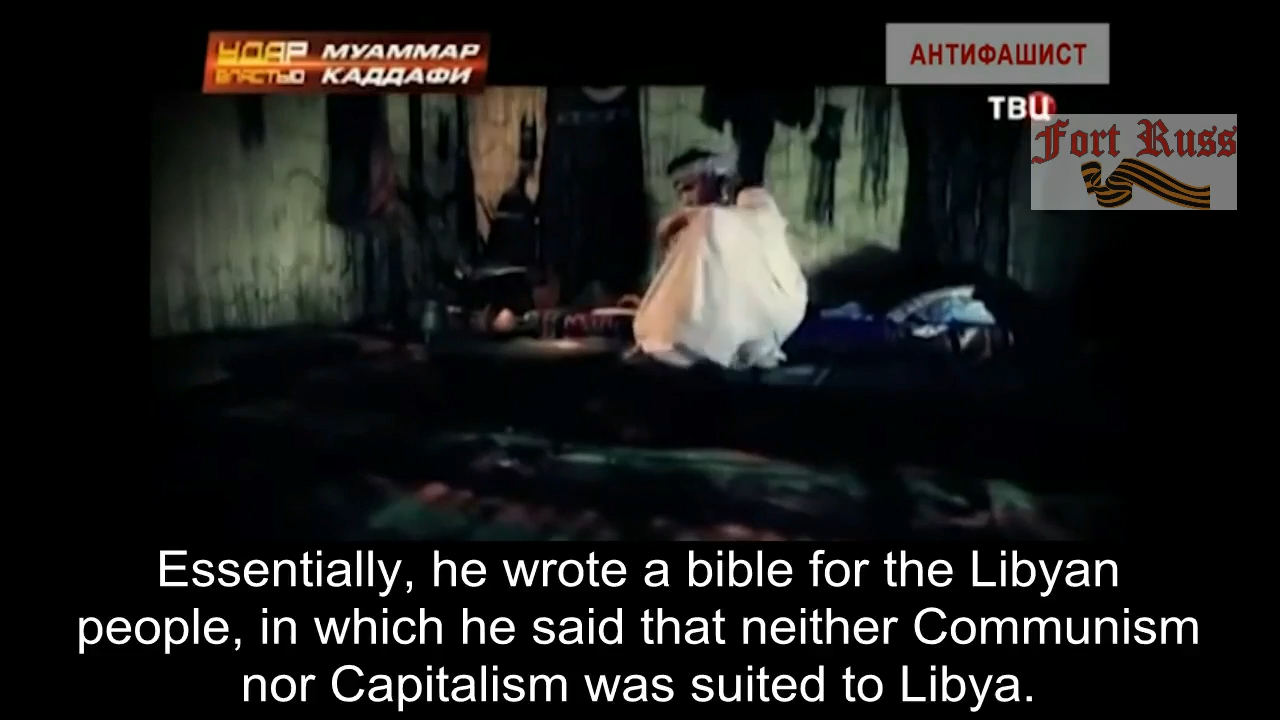 УДАР МУАММАР
ВЛАСТЬЮ КАДДАФИ
АНТИФАШИСТ
ТВЦ
Fort Russ
Essentially, he wrote a bible for the Libyan
people, in which he said that neither Communism
nor Capitalism was suited to Libya.